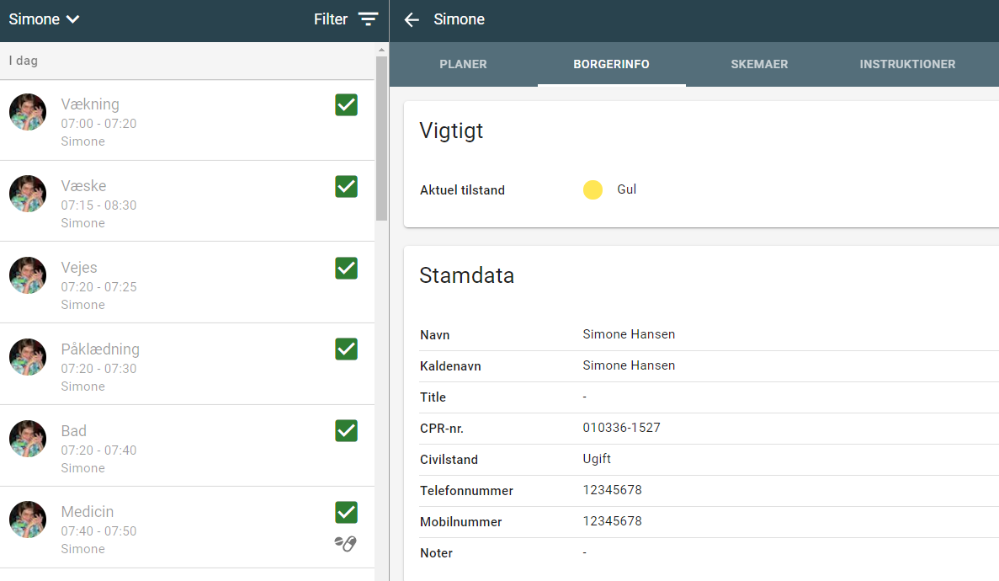 Simone
Filter
I dag
Vækning
07:00 - 07:20
Simone
Væske
07:15 - 08:30
Simone
Vejes
07:20 - 07:25
Simone
Påklædning
07:20 - 07:30
Simone
Bad
07:20 - 07:40
Simone
Medicin
07:40 - 07:50
Simone
Simone
PLANER BORGERINFO SKEMAER INSTRUKTIONER
Vigtigt
Aktuel tilstand Gul
Stamdata
Navn Simone Hansen
Kaldenavn Simone Hansen
Title -
CPR-nr. 010336-1527
Civilstand Ugift
Telefonnummer 12345678
Mobilnummer 12345678
Noter -